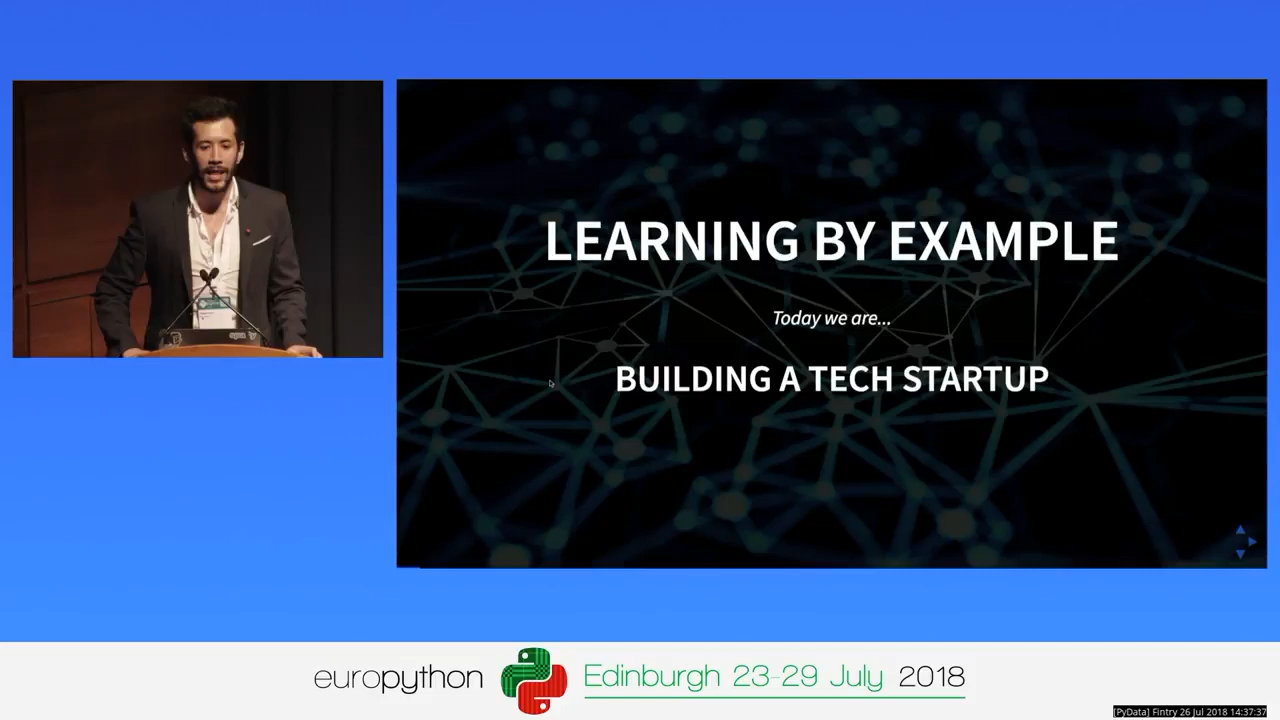 LEARNING BY EXAMPLE
Today we are...
BUILDING A TECH STARTUP
europython
Edinburgh 23-29 July 2018
[PyData] Fintry 26 Jul 2018 14:37:37